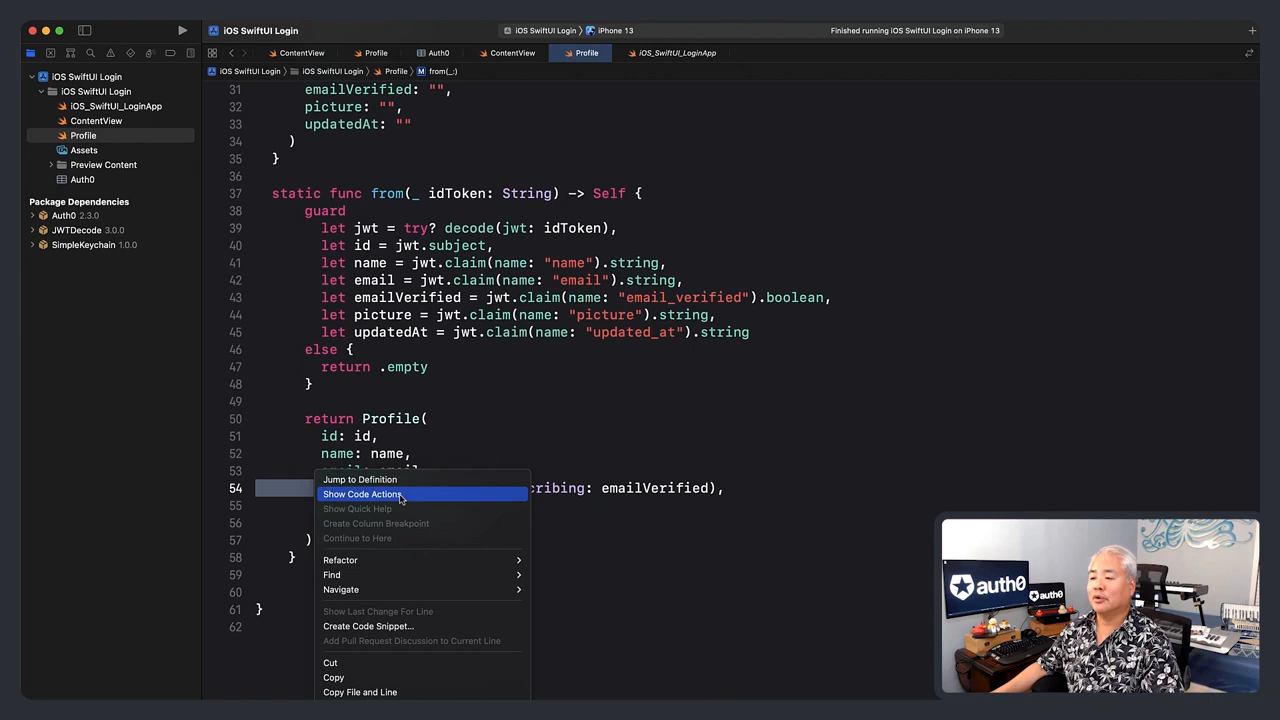 iOS SwiftUI Login
iOS SwiftUI Login 〉 iPhone 13
Finished running iOS SwiftUI Login on iPhone 13
ContentView
Profile
Auth0
ContentView
Profile
iOS_SwiftUI_LoginApp
iOS SwiftUI Login 〉 iOS SwiftUI Login 〉 Profile 〉 M from(_:)
iOS SwiftUI Login
iOS SwiftUI Login
iOS_SwiftUI_LoginApp
ContentView
Profile
Assets
Preview Content
Auth0
Package Dependencies
Auth0 2.3.0
JWTDecode 3.0.0
SimpleKeychain 1.0.0
31 emailVerified: "",
32 picture: "",
33 updatedAt: ""
34 )
35 }
36
37 static func from(_ idToken: String) -> Self {
38 guard
39 let jwt = try? decode(jwt: idToken),
40 let id = jwt.subject,
41 let name = jwt.claim(name: "name").string,
42 let email = jwt.claim(name: "email").string,
43 let emailVerified = jwt.claim(name: "email_verified").boolean,
44 let picture = jwt.claim(name: "picture").string,
45 let updatedAt = jwt.claim(name: "updated_at").string
46 else {
47 return .empty
48 }
49
50 return Profile(
51 id: id,
52 name: name,
53
54 cribing: emailVerified),
55
56
57 )
58 }
59
60
61 }
62
Jump to Definition
Show Code Actions
Show Quick Help
Create Column Breakpoint
Continue to Here
Refactor
Find
Navigate
Show Last Change For Line
Create Code Snippet...
Add Pull Request Discussion to Current Line
Cut
Copy
Copy File and Line
auth0
auth0